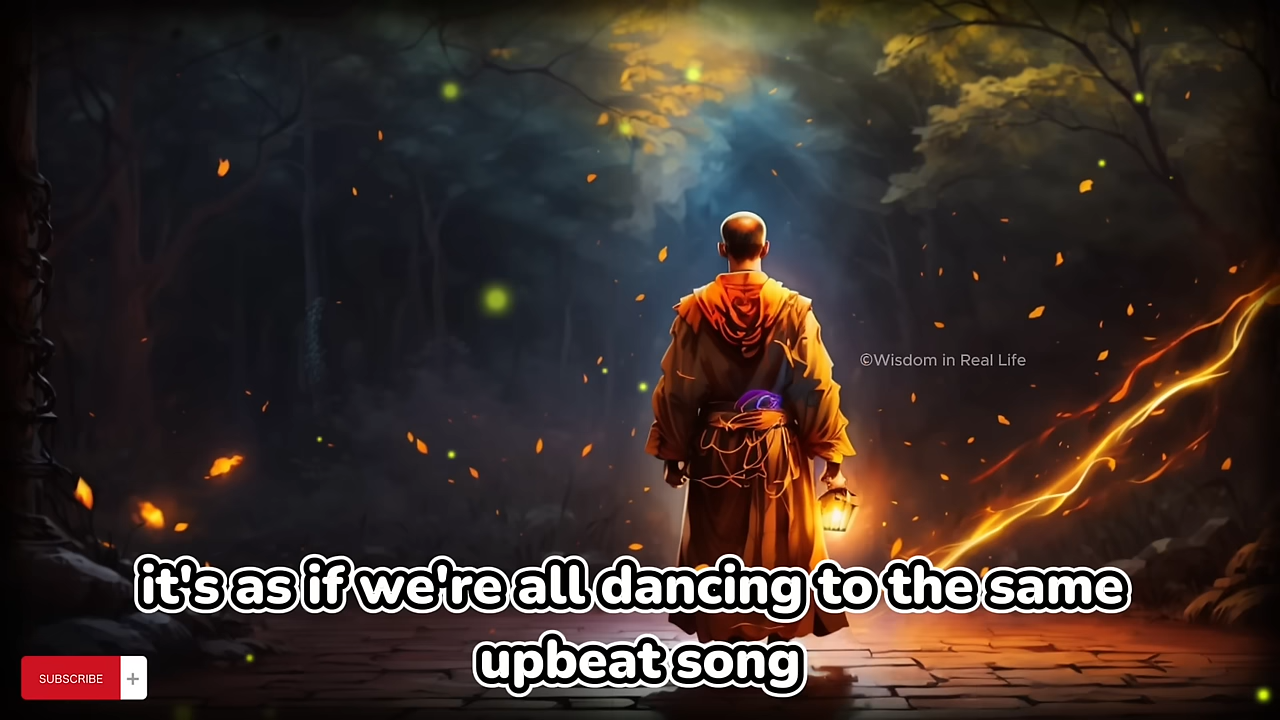 ©Wisdom in Real Life
it's as if we're all dancing to the same
upbeat song
SUBSCRIBE +